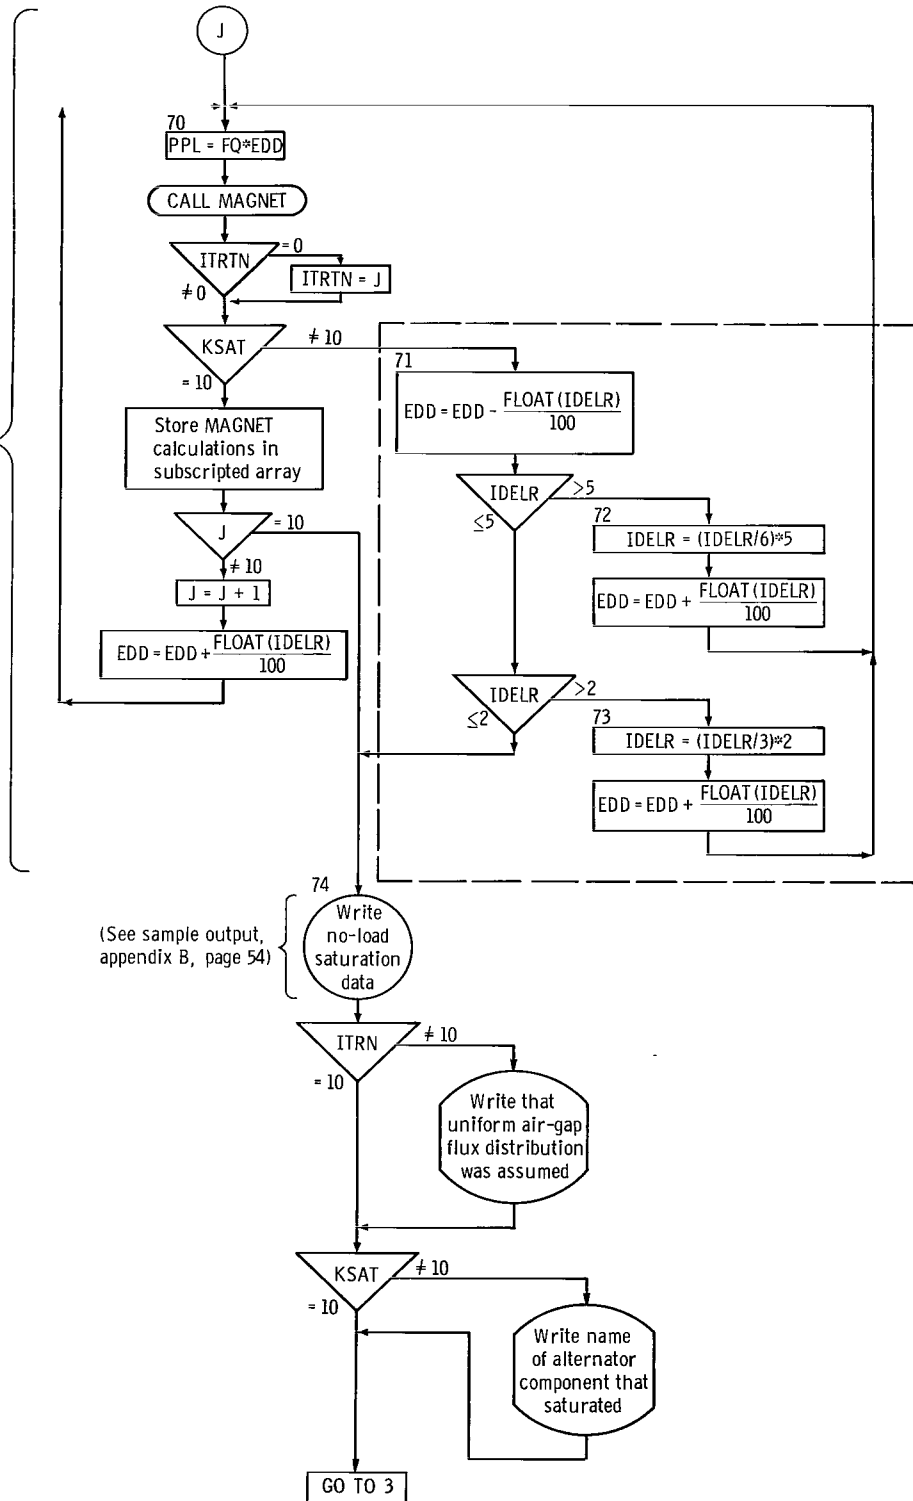 J
70
PPL = FQ*EDD
CALL MAGNET
ITRTN
= 0
ITRTN = J
≠ 0
KSAT
≠ 10
= 10
71
EDD = EDD - FLOAT (IDELR)
100
Store MAGNET
calculations in
subscripted array
IDELR
>5
≤5
72
IDELR = (IDELR/6)*5
EDD = EDD + FLOAT (IDELR)
100
J
= 10
≠ 10
J = J + 1
EDD = EDD + FLOAT (IDELR)
100
IDELR
>2
≤2
73
IDELR = (IDELR/3)*2
EDD = EDD + FLOAT (IDELR)
100
74
Write
no-load
saturation
data
(See sample output,
appendix B, page 54)
ITRN
≠ 10
= 10
Write that
uniform air-gap
flux distribution
was assumed
KSAT
≠ 10
= 10
Write name
of alternator
component that
saturated
GO TO 3